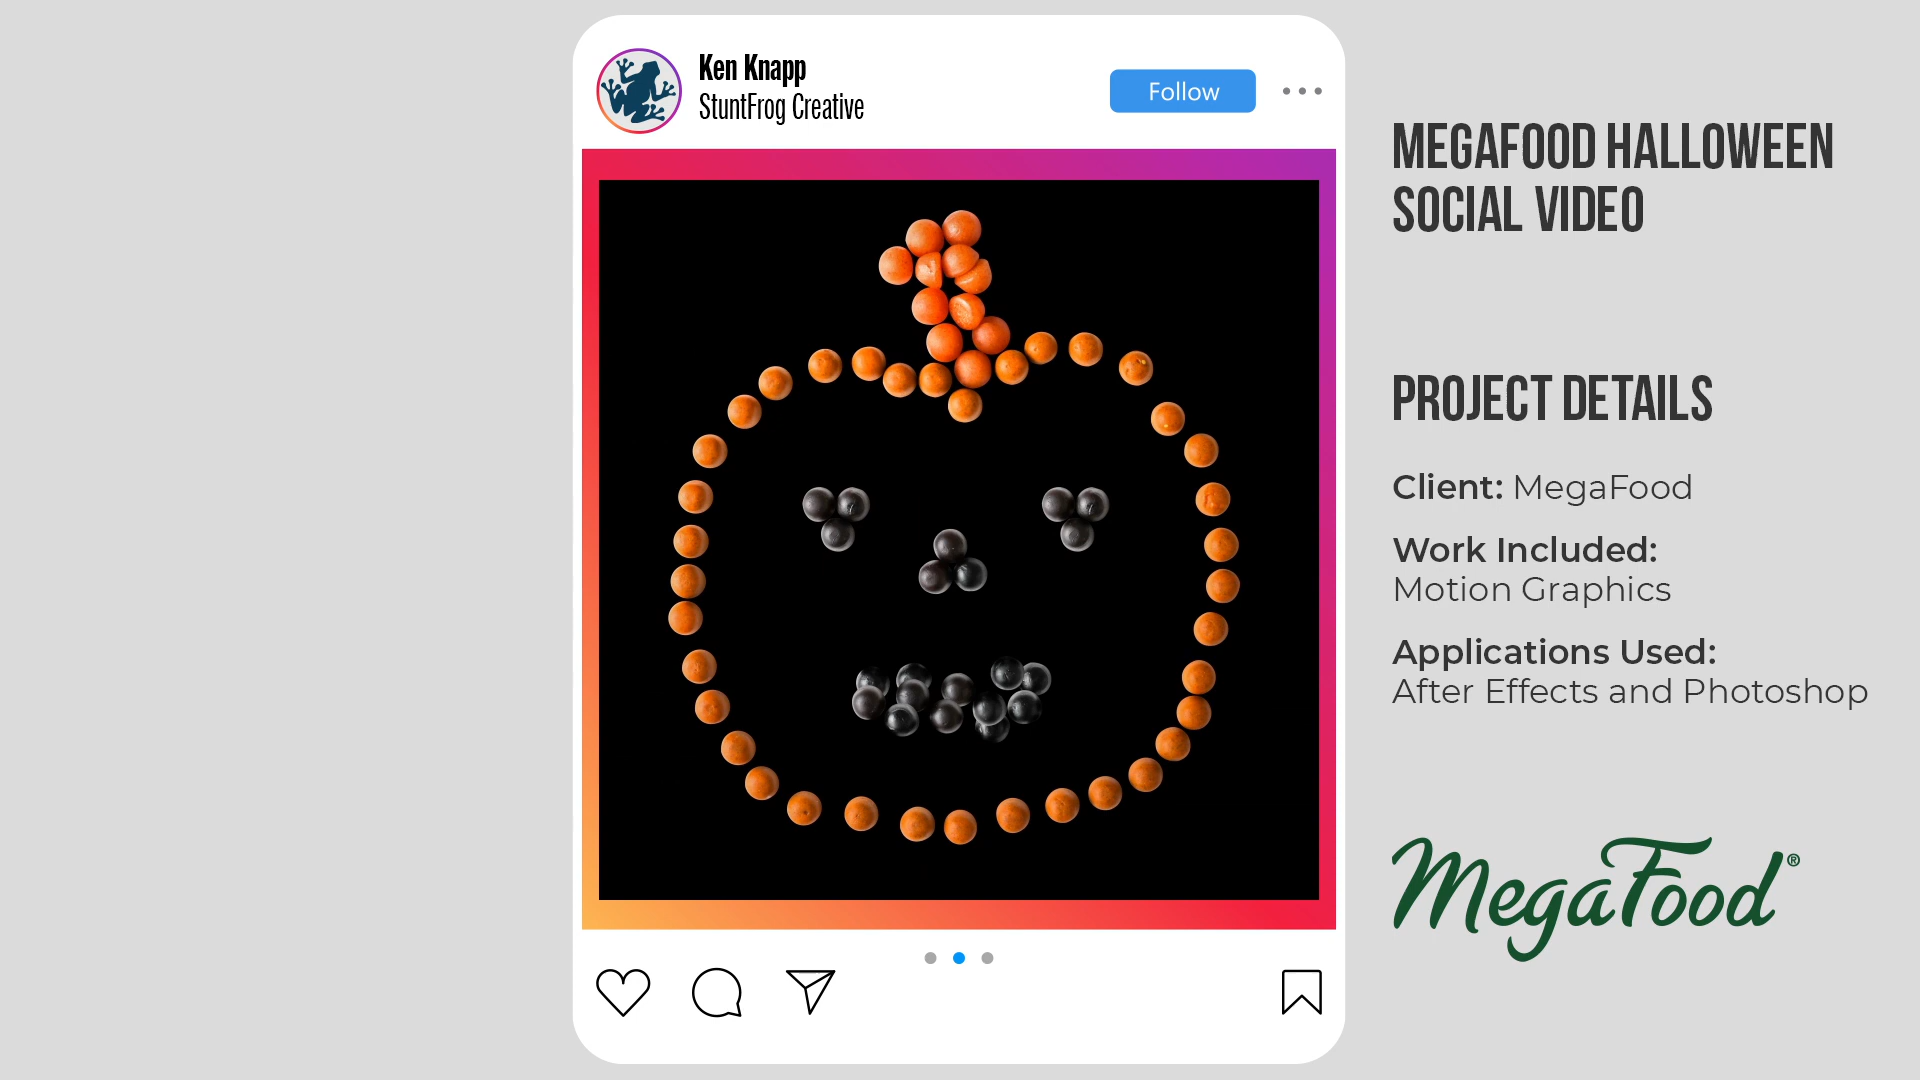 Ken Knapp
StuntFrog Creative
Follow
MEGAFOOD HALLOWEEN
SOCIAL VIDEO
PROJECT DETAILS
Client: MegaFood
Work Included:
Motion Graphics
Applications Used:
After Effects and Photoshop
MegaFood®